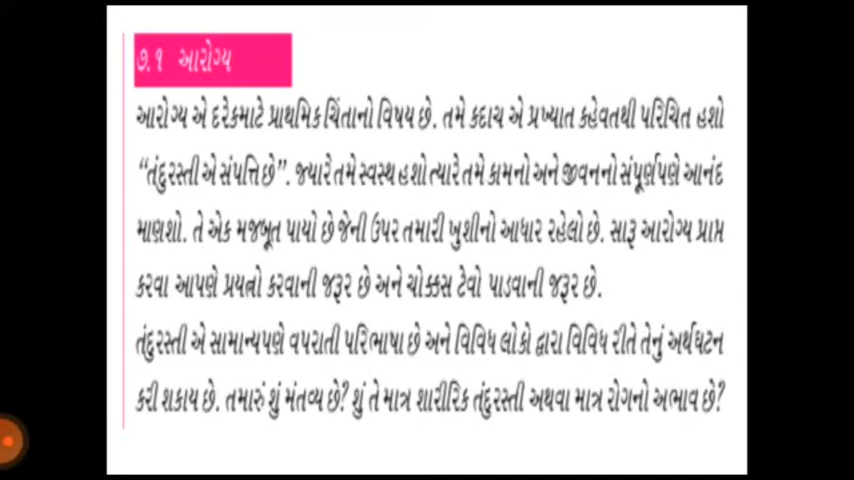 ૭.૧ આરોગ્ય
આરોગ્ય એ દરેકમાટે પ્રાથમિક ચિંતાનો વિષય છે. તમે કદાચ એ પ્રખ્યાત કહેવતથી પરિચિત હશો
“તંદુરસ્તી એ સંપત્તિ છે”. જ્યારે તમે સ્વસ્થ હશો ત્યારે તમે કામનો અને જીવનનો સંપૂર્ણપણે આનંદ
માણશો. તે એક મજબૂત પાયો છે જેની ઉપર તમારી ખુશીનો આધાર રહેલો છે. સારૂ આરોગ્ય પ્રાપ્ત
કરવા આપણે પ્રયત્નો કરવાની જરૂર છે અને ચોક્કસ ટેવો પાડવાની જરૂર છે.
તંદુરસ્તી એ સામાન્યપણે વપરાતી પરિભાષા છે અને વિવિધ લોકો દ્વારા વિવિધ રીતે તેનું અર્થઘટન
કરી શકાય છે. તમારું શું મંતવ્ય છે? શું તે માત્ર શારીરિક તંદુરસ્તી અથવા માત્ર રોગનો અભાવ છે?